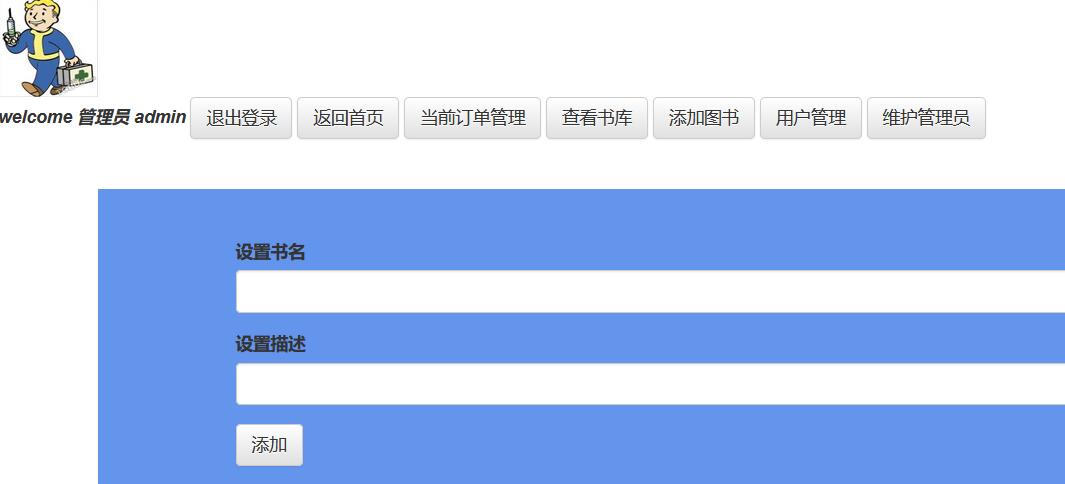 welcome 管理员 admin 退出登录 返回首页 当前订单管理 查看书库 添加图书 用户管理 维护管理员
设置书名
设置描述
添加